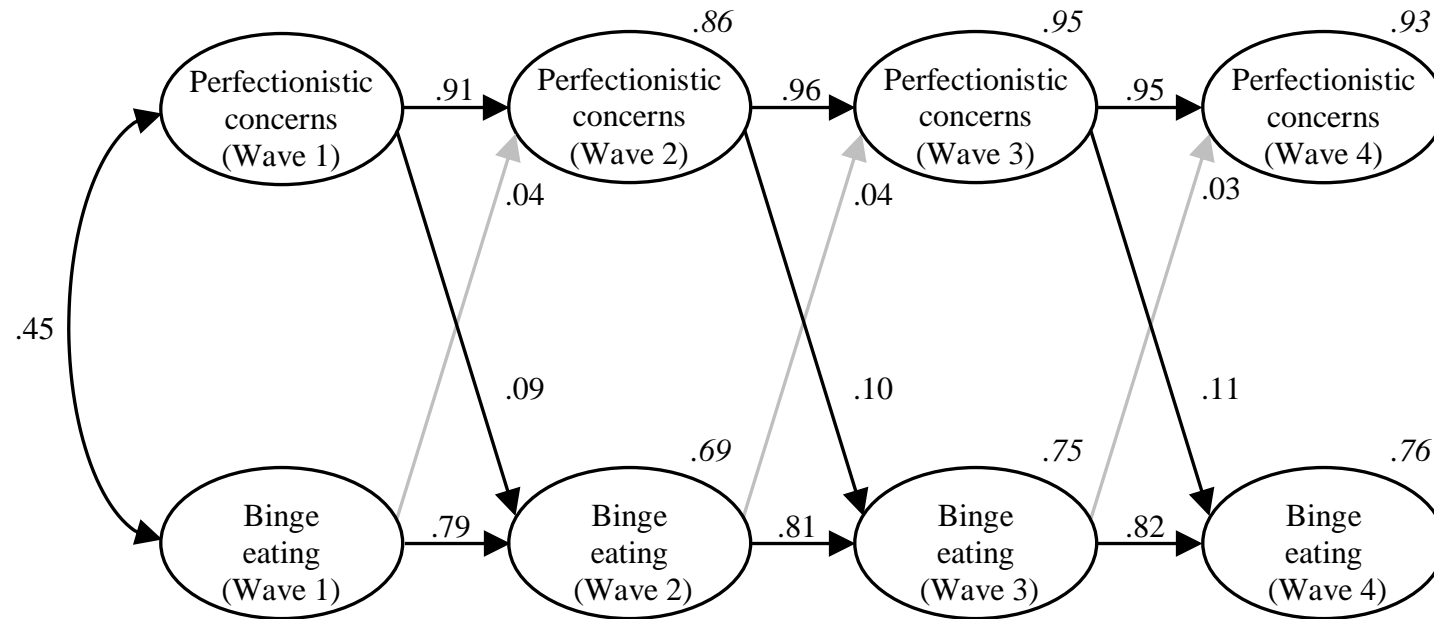 .86
.95
.93
Perfectionistic
concerns
(Wave 1)
.91
Perfectionistic
concerns
(Wave 2)
.96
Perfectionistic
concerns
(Wave 3)
.95
Perfectionistic
concerns
(Wave 4)
.04
.04
.03
.45
.09
.10
.11
.69
.75
.76
Binge
eating
(Wave 1)
.79
Binge
eating
(Wave 2)
.81
Binge
eating
(Wave 3)
.82
Binge
eating
(Wave 4)